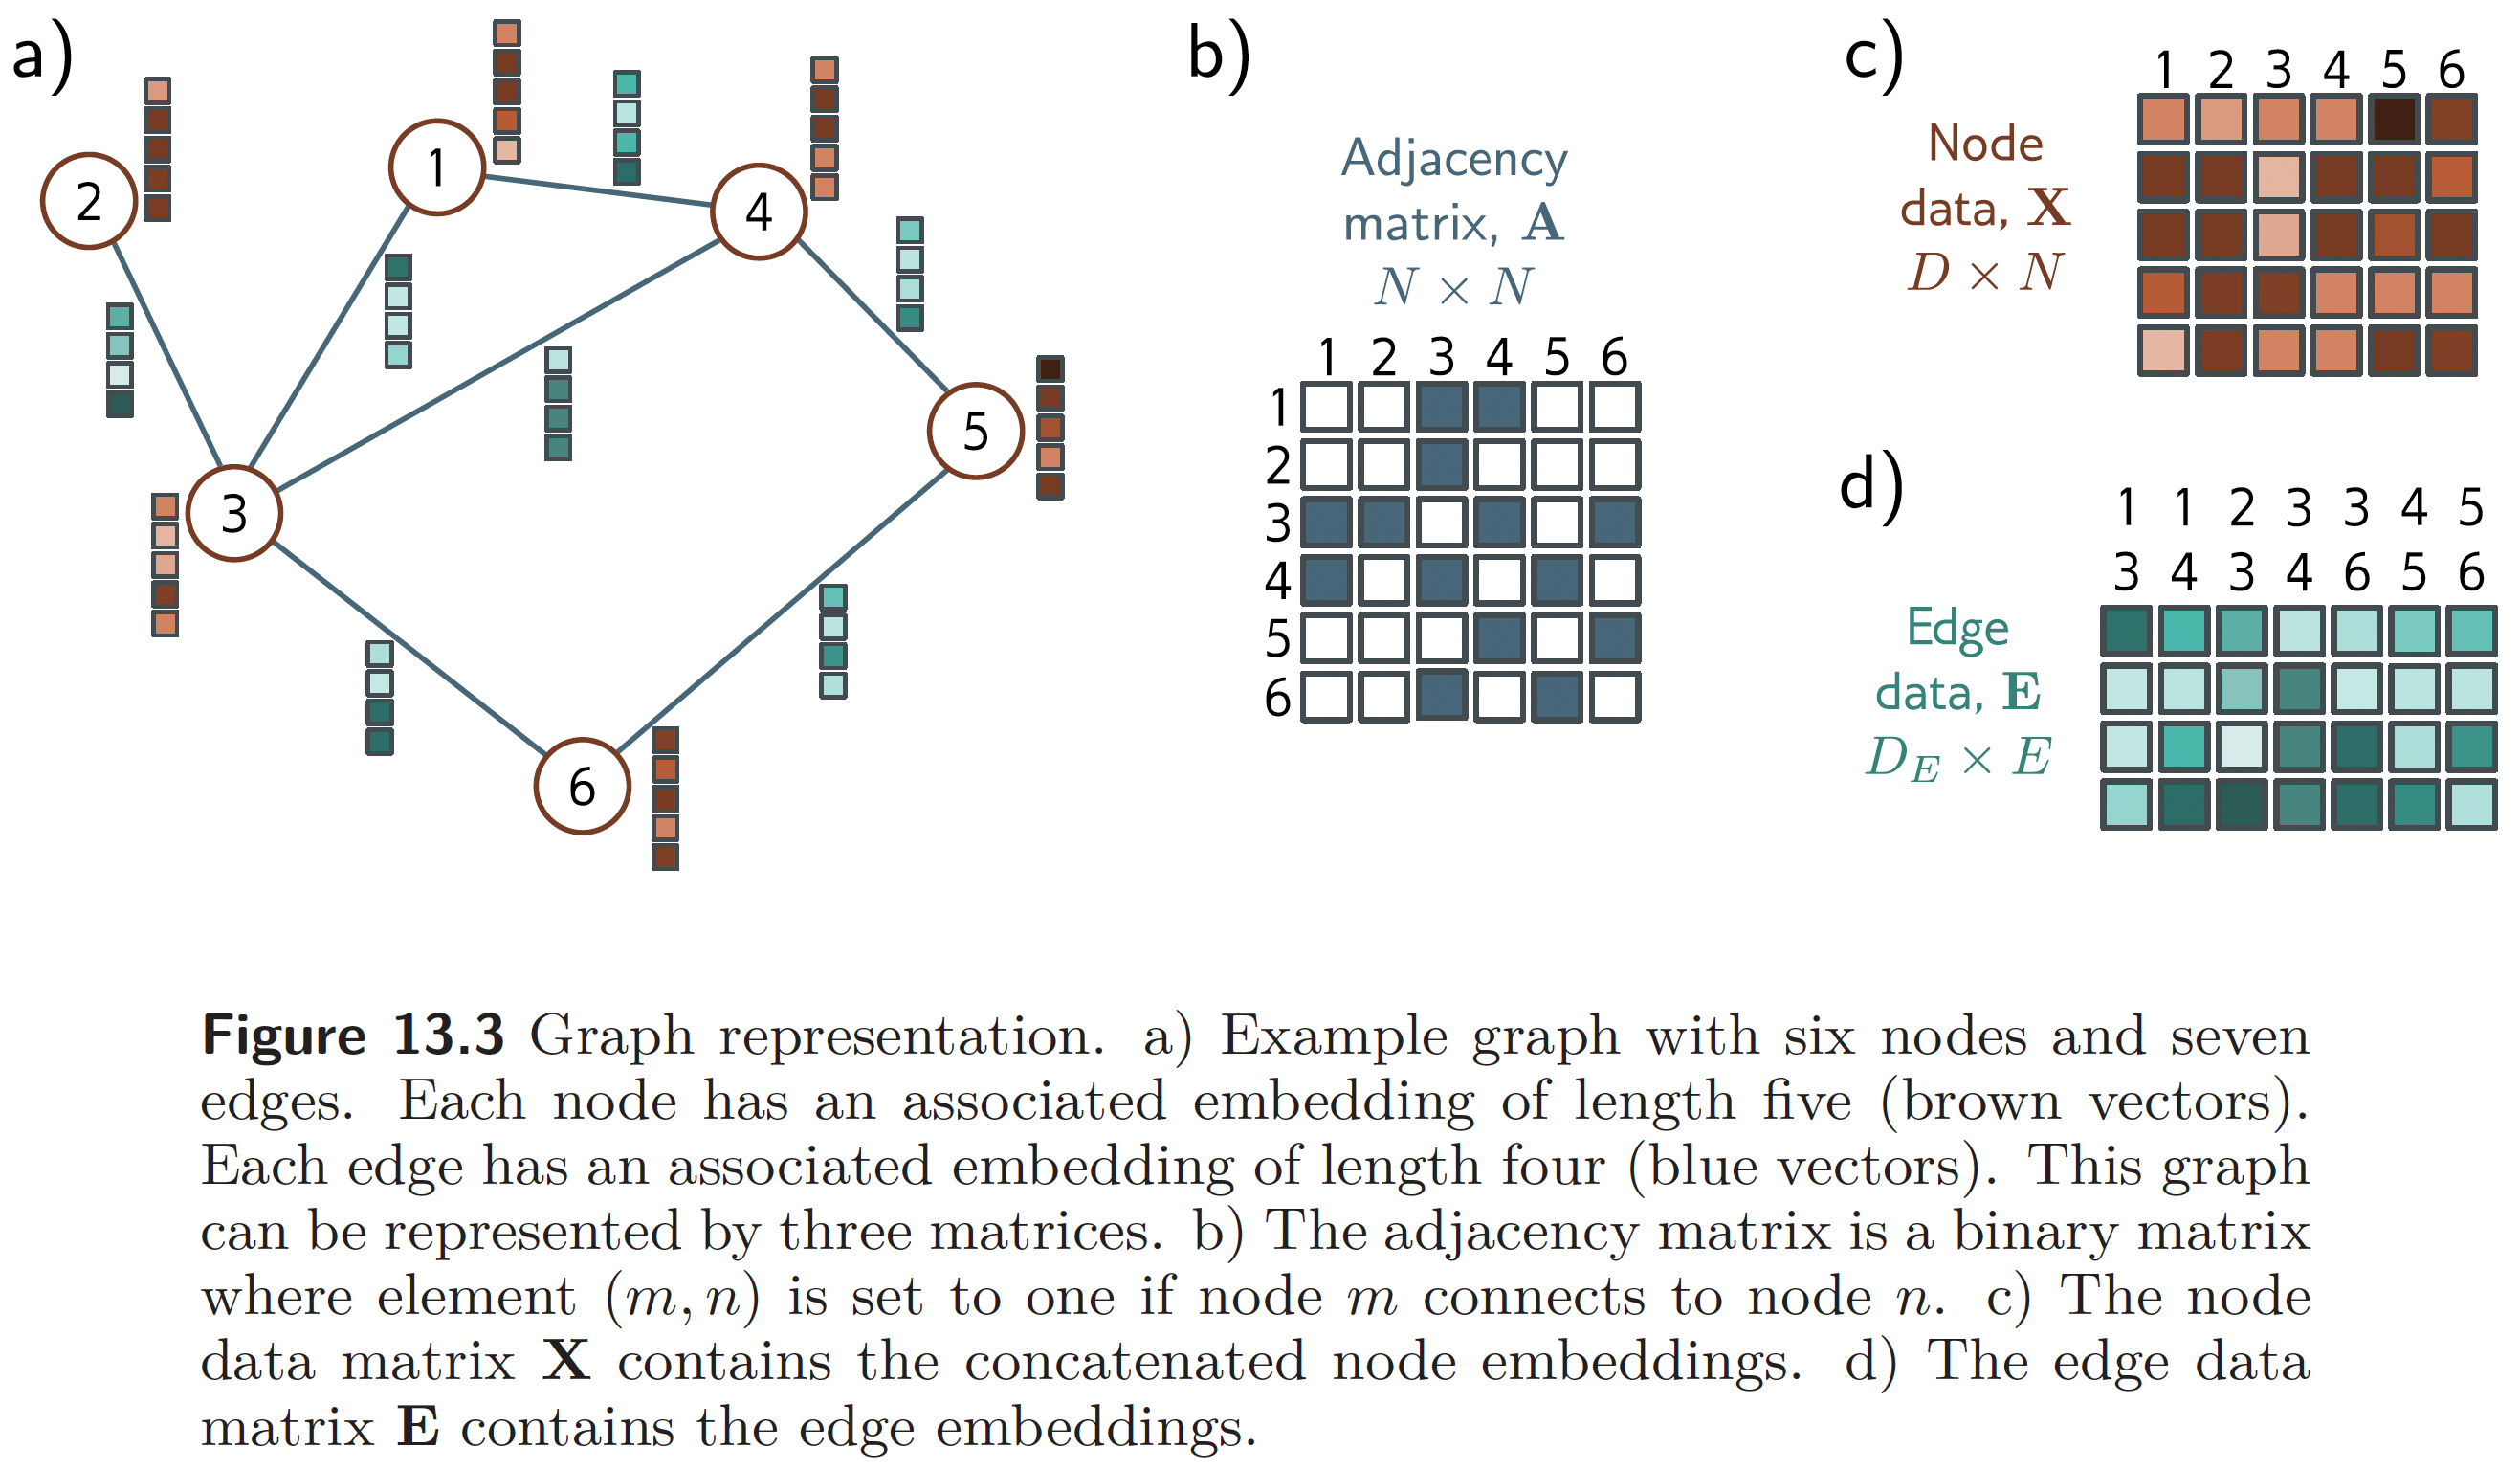 a)
2
1
4
3
5
6
b)
Adjacency
matrix, A
N × N
1 2 3 4 5 6
1
2
3
4
5
6
c)
1 2 3 4 5 6
Node
data, X
D × N
d)
1 1 2 3 3 4 5
3 4 3 4 6 5 6
Edge
data, E
D_E × E
Figure 13.3 Graph representation. a) Example graph with six nodes and seven
edges. Each node has an associated embedding of length five (brown vectors).
Each edge has an associated embedding of length four (blue vectors). This graph
can be represented by three matrices. b) The adjacency matrix is a binary matrix
where element (m, n) is set to one if node m connects to node n. c) The node
data matrix X contains the concatenated node embeddings. d) The edge data
matrix E contains the edge embeddings.